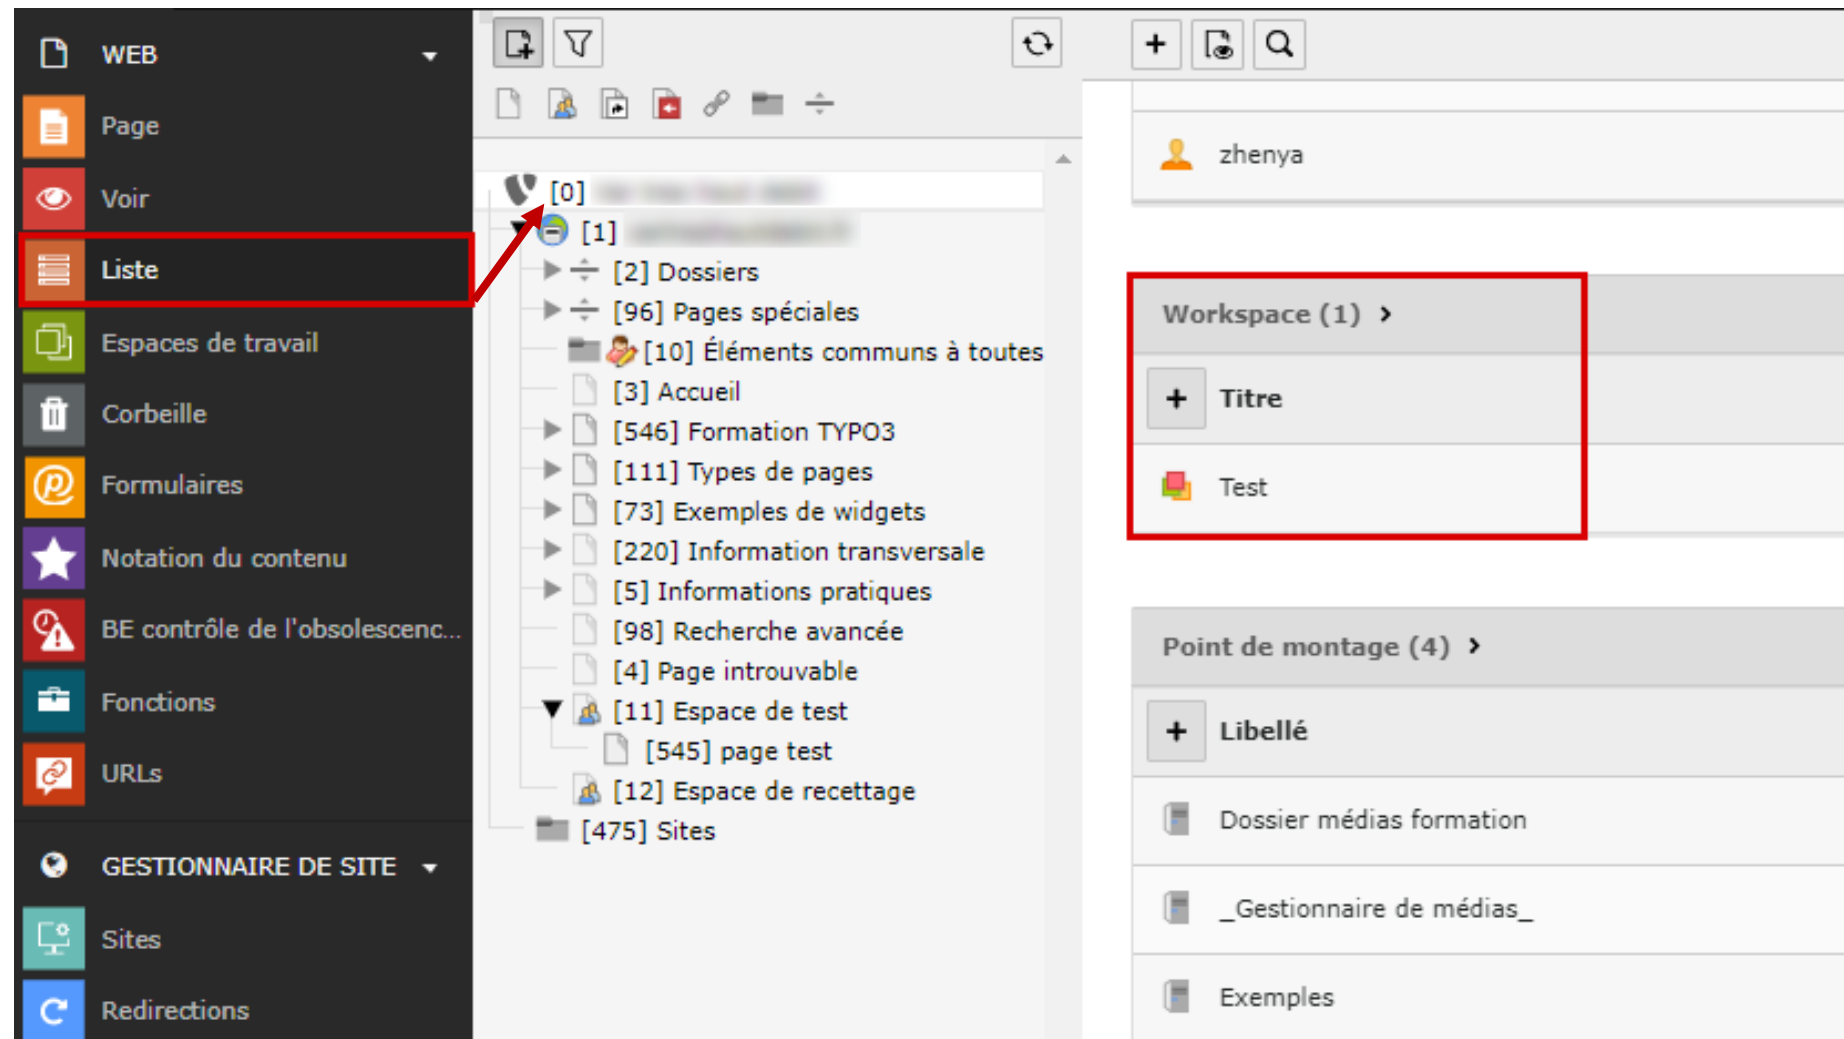 WEB
Page
Voir
Liste
Espaces de travail
Corbeille
Formulaires
Notation du contenu
BE contrôle de l'obsolescenc...
Fonctions
URLs
GESTIONNAIRE DE SITE
Sites
Redirections
[0]
[1]
[2] Dossiers
[96] Pages spéciales
[10] Éléments communs à toutes
[3] Accueil
[546] Formation TYPO3
[111] Types de pages
[73] Exemples de widgets
[220] Information transversale
[5] Informations pratiques
[98] Recherche avancée
[4] Page introuvable
[11] Espace de test
[545] page test
[12] Espace de recettage
[475] Sites
zhenya
Workspace (1)
Titre
Test
Point de montage (4)
Libellé
Dossier médias formation
_Gestionnaire de médias_
Exemples